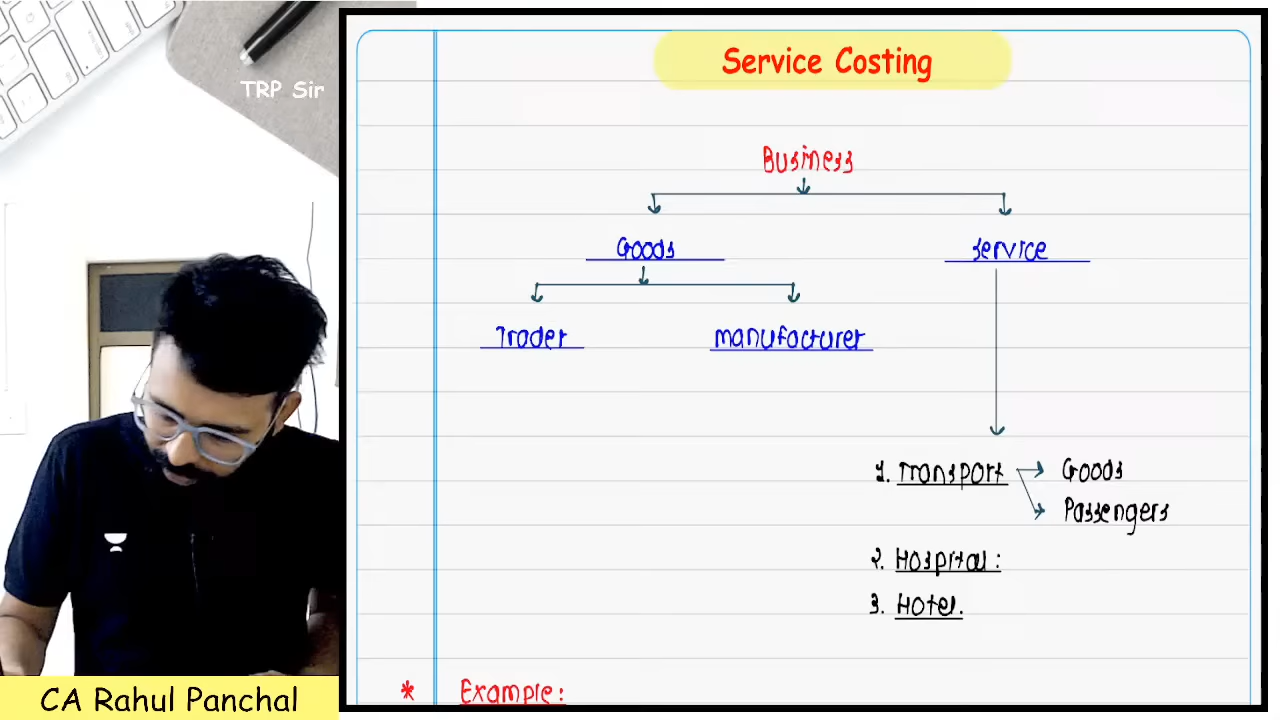 Service Costing
TRP Sir
Business
Goods
Service
Trader
manufacturer
1. Transport
Goods
Passengers
2. Hospital:
3. Hotel.
* Example:
CA Rahul Panchal